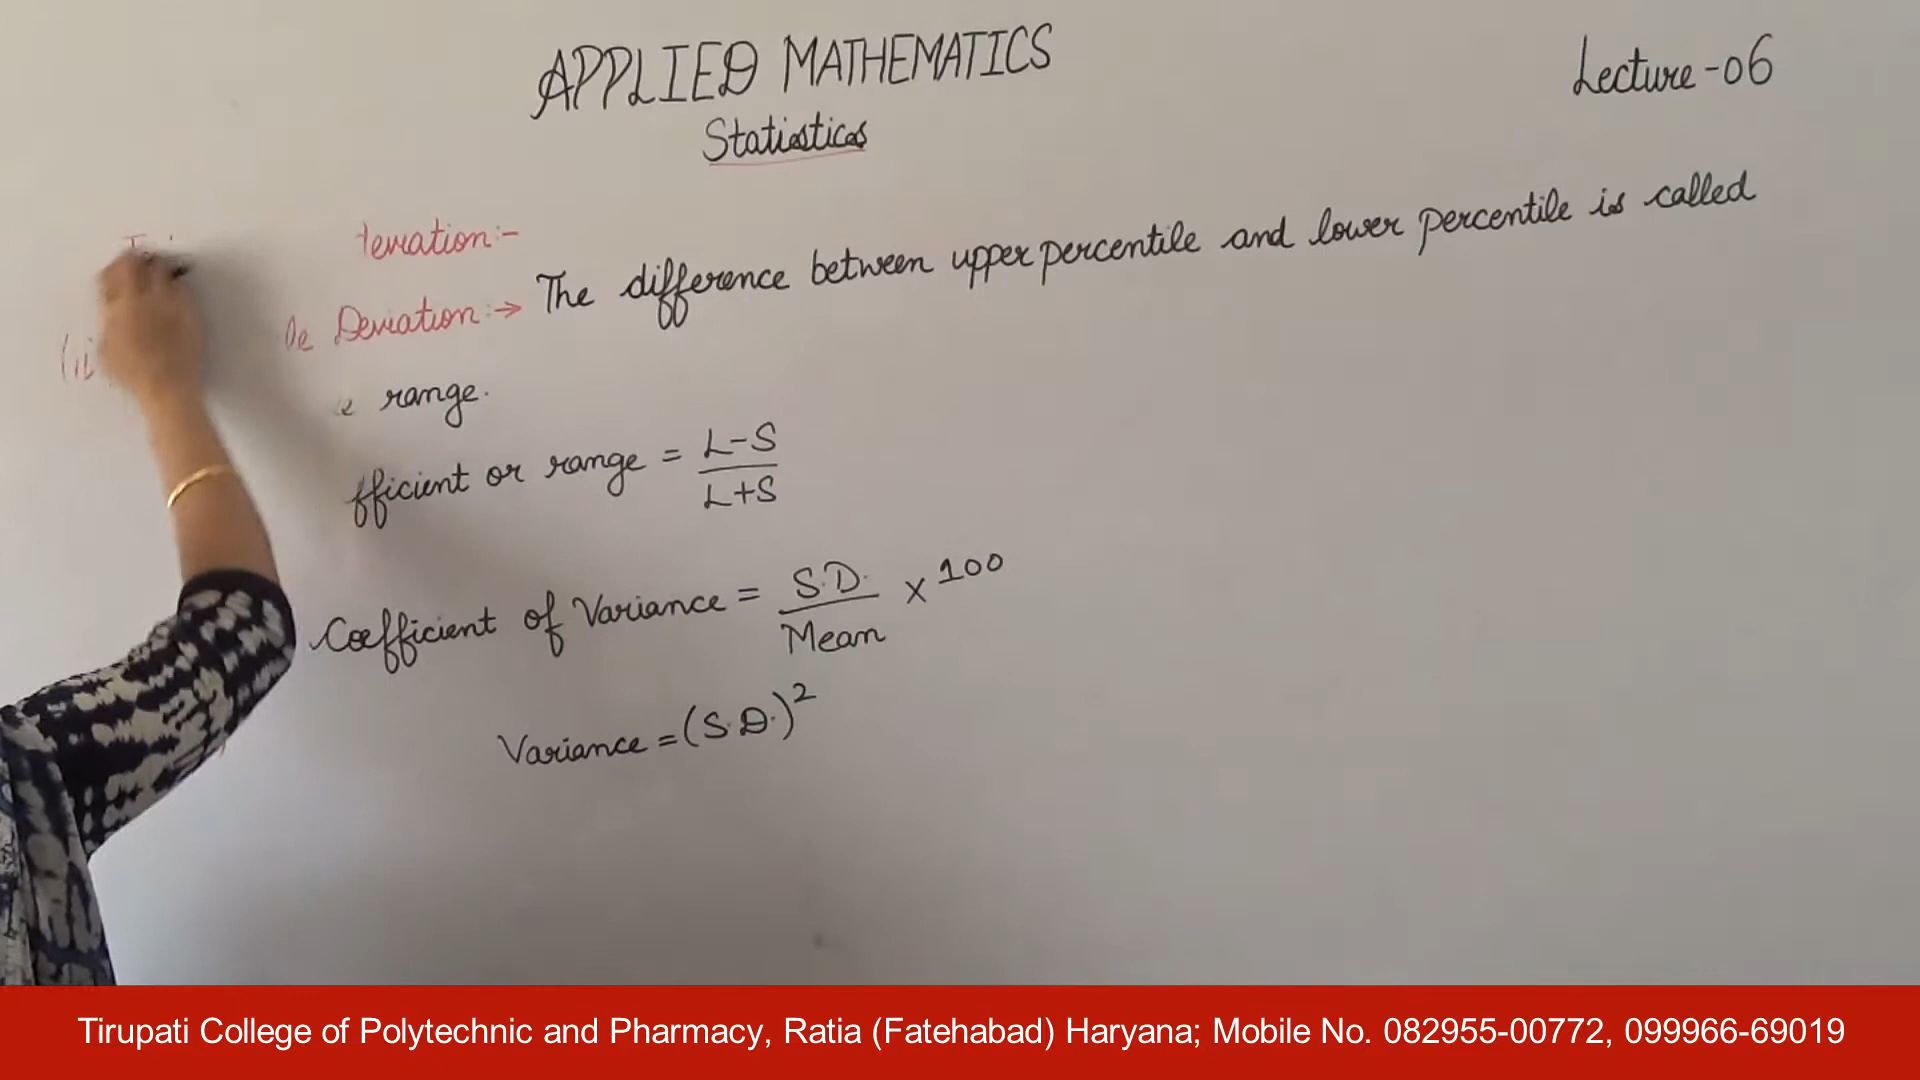 APPLIED MATHEMATICS
Lecture-06
Statistics
deviation:-
le Deviation:→ The difference between upper percentile and lower percentile is called
(ii)
e range.
fficient or range = L-S
L+S
Coefficient of Variance = S.D. × 100
Mean
Variance = (S.D.)²
Tirupati College of Polytechnic and Pharmacy, Ratia (Fatehabad) Haryana; Mobile No. 082955-00772, 099966-69019